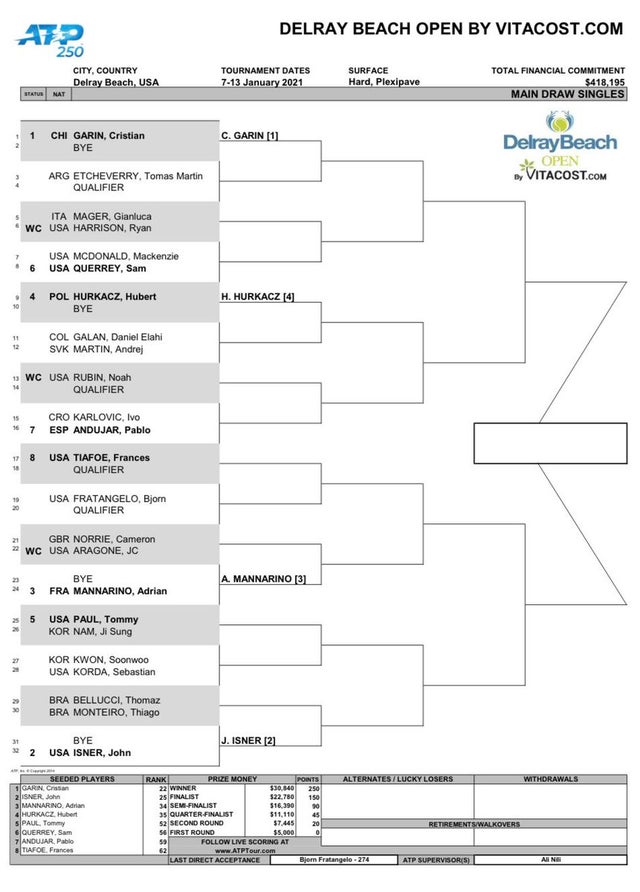 ATP
250
DELRAY BEACH OPEN BY VITACOST.COM
CITY, COUNTRY TOURNAMENT DATES SURFACE TOTAL FINANCIAL COMMITMENT
Delray Beach, USA 7-13 January 2021 Hard, Plexipave $418,195
STATUS NAT MAIN DRAW SINGLES
DelrayBeach
OPEN
By VITACOST.COM
1 1 CHI GARIN, Cristian C. GARIN [1]
2 BYE
3 ARG ETCHEVERRY, Tomas Martin
4 QUALIFIER
5 ITA MAGER, Gianluca
6 WC USA HARRISON, Ryan
7 USA MCDONALD, Mackenzie
8 6 USA QUERREY, Sam
9 4 POL HURKACZ, Hubert H. HURKACZ [4]
10 BYE
11 COL GALAN, Daniel Elahi
12 SVK MARTIN, Andrej
13 WC USA RUBIN, Noah
14 QUALIFIER
15 CRO KARLOVIC, Ivo
16 7 ESP ANDUJAR, Pablo
17 8 USA TIAFOE, Frances
18 QUALIFIER
19 USA FRATANGELO, Bjorn
20 QUALIFIER
21 GBR NORRIE, Cameron
22 WC USA ARAGONE, JC
23 BYE A. MANNARINO [3]
24 3 FRA MANNARINO, Adrian
25 5 USA PAUL, Tommy
26 KOR NAM, Ji Sung
27 KOR KWON, Soonwoo
28 USA KORDA, Sebastian
29 BRA BELLUCCI, Thomaz
30 BRA MONTEIRO, Thiago
31 BYE J. ISNER [2]
32 2 USA ISNER, John
ATP, Inc. © Copyright 2014
SEEDED PLAYERS RANK PRIZE MONEY POINTS ALTERNATES / LUCKY LOSERS WITHDRAWALS
1 GARIN, Cristian 22 WINNER $30,840 250
2 ISNER, John 25 FINALIST $22,780 150
3 MANNARINO, Adrian 34 SEMI-FINALIST $16,390 90
4 HURKACZ, Hubert 35 QUARTER-FINALIST $11,110 45
5 PAUL, Tommy 52 SECOND ROUND $7,445 20 RETIREMENTS/WALKOVERS
6 QUERREY, Sam 56 FIRST ROUND $5,000 0
7 ANDUJAR, Pablo 59 FOLLOW LIVE SCORING AT
8 TIAFOE, Frances 62 www.ATPTour.com
LAST DIRECT ACCEPTANCE Bjorn Fratangelo - 274 ATP SUPERVISOR(S) Ali Nili